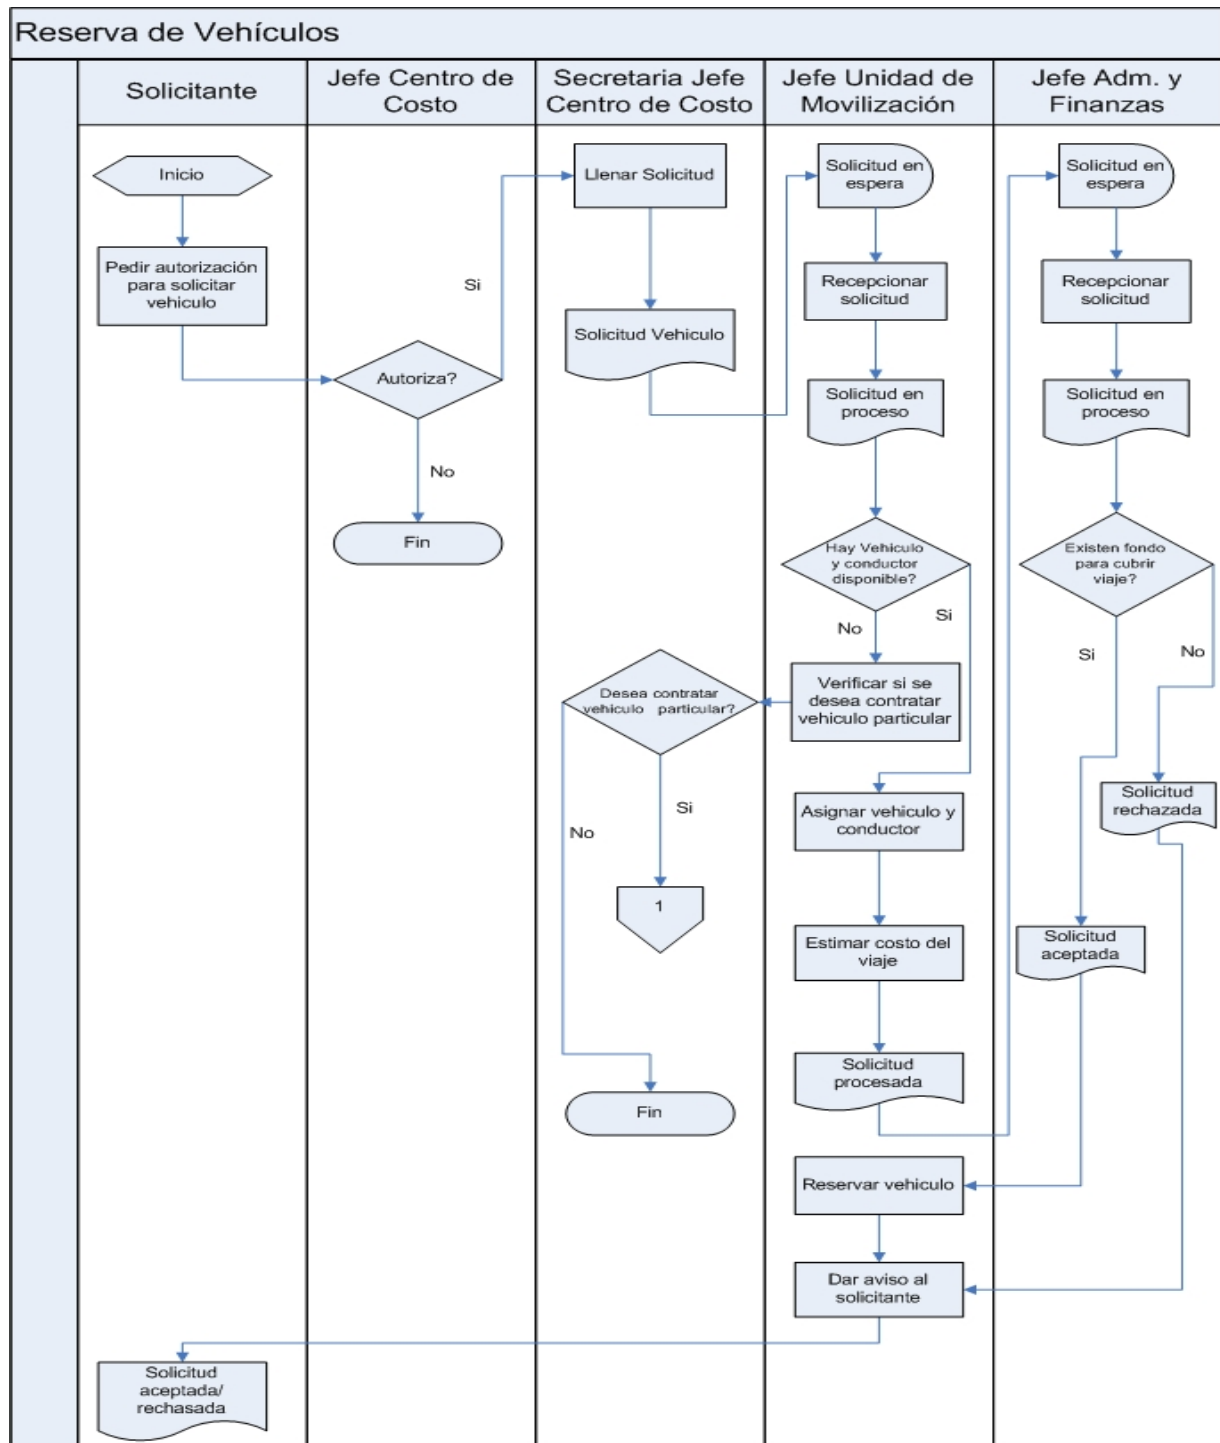 Reserva de Vehículos
Solicitante
Jefe Centro de
Costo
Secretaria Jefe
Centro de Costo
Jefe Unidad de
Movilización
Jefe Adm. y
Finanzas
Inicio
Pedir autorización
para solicitar
vehiculo
Autoriza?
Si
No
Fin
Llenar Solicitud
Solicitud Vehiculo
Solicitud en
espera
Recepcionar
solicitud
Solicitud en
proceso
Hay Vehiculo
y conductor
disponible?
No
Si
Verificar si se
desea contratar
vehiculo particular
Desea contratar
vehiculo particular?
No
Si
1
Fin
Asignar vehiculo y
conductor
Estimar costo del
viaje
Solicitud
procesada
Solicitud en
espera
Recepcionar
solicitud
Solicitud en
proceso
Existen fondo
para cubrir
viaje?
Si
No
Solicitud
rechazada
Solicitud
aceptada
Reservar vehiculo
Dar aviso al
solicitante
Solicitud
aceptada/
rechasada